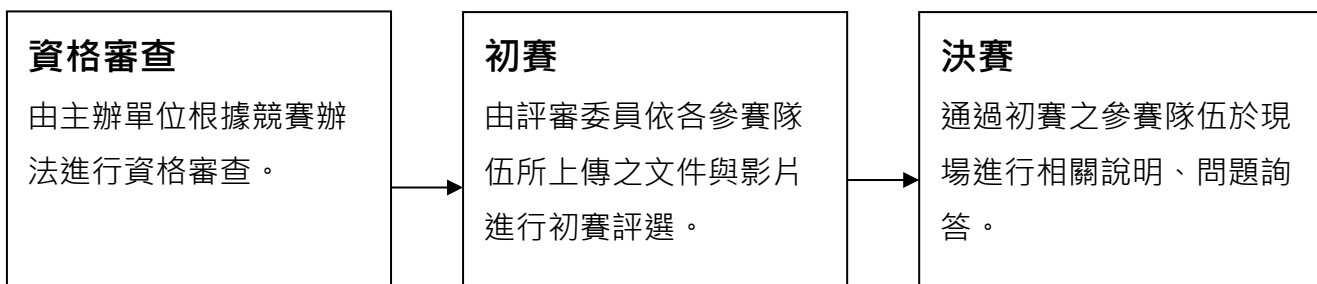 資格審查
由主辦單位根據競賽辦
法進行資格審查。
初賽
由評審委員依各參賽隊
伍所上傳之文件與影片
進行初賽評選。
決賽
通過初賽之參賽隊伍於現
場進行相關說明、問題詢
答。